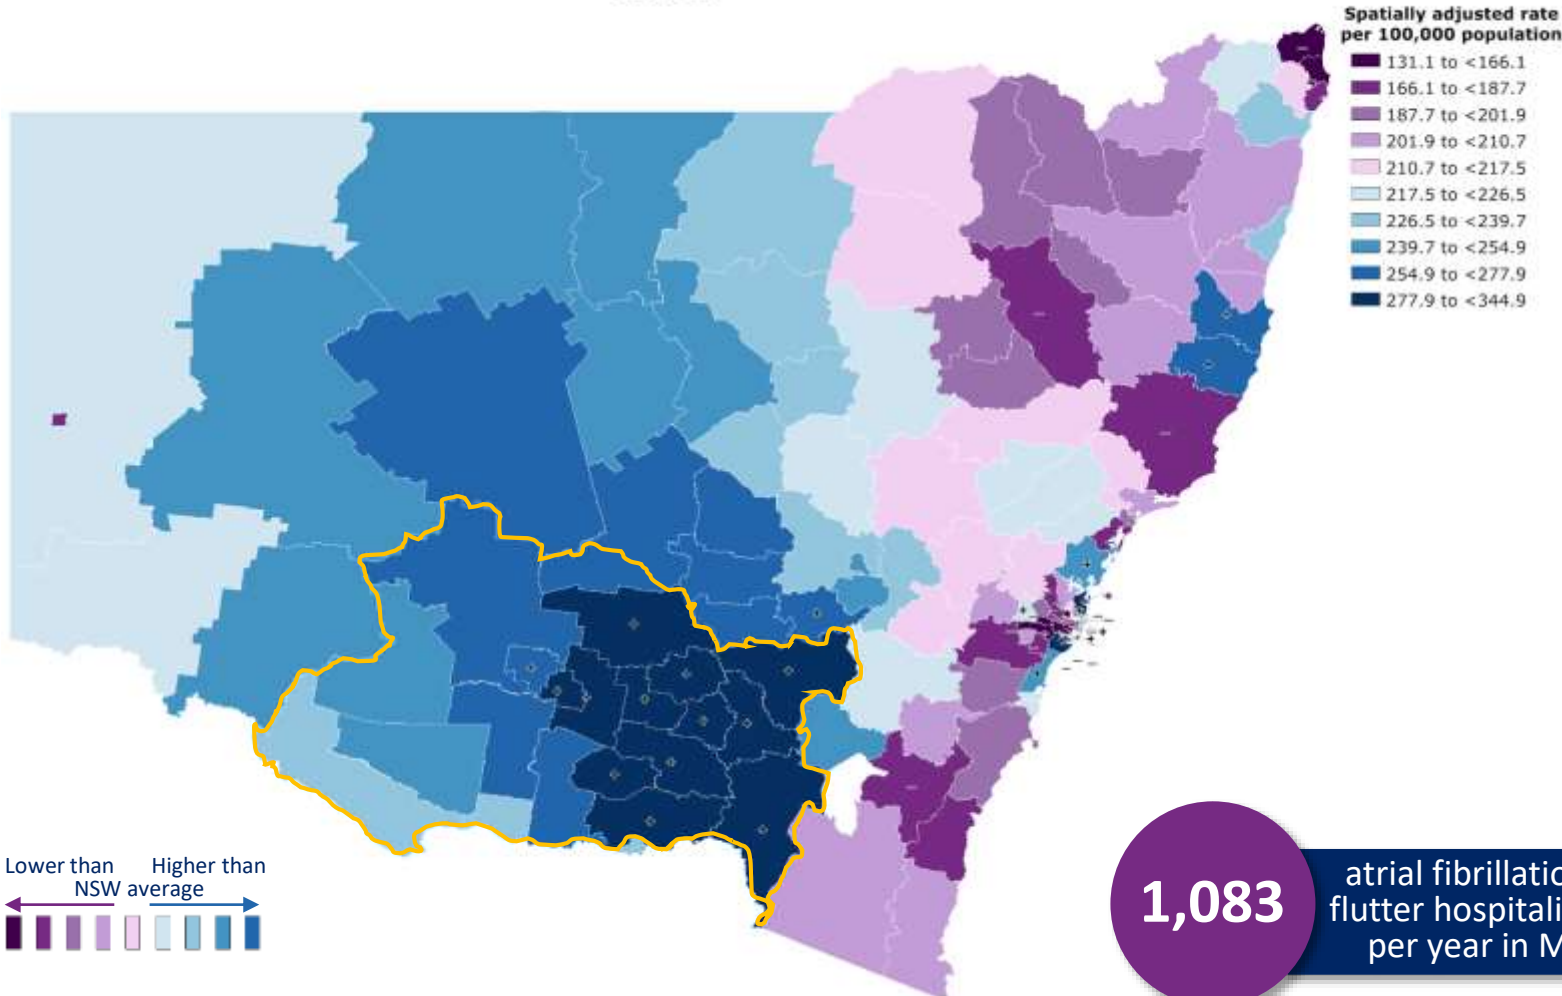 Spatially adjusted rate
per 100,000 population
131.1 to <166.1
166.1 to <187.7
187.7 to <201.9
201.9 to <210.7
210.7 to <217.5
217.5 to <226.5
226.5 to <239.7
239.7 to <254.9
254.9 to <277.9
277.9 to <344.9
Lower than Higher than
NSW average
1,083
atrial
flutter
per year in